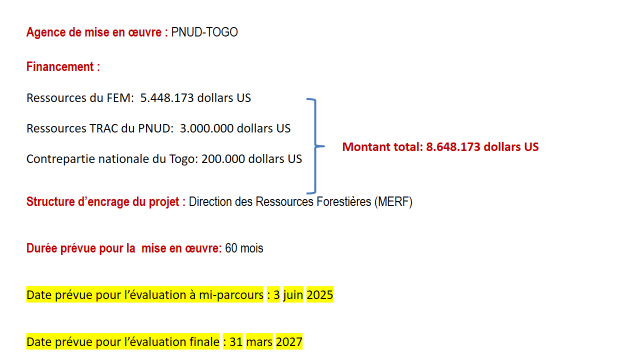 Agence de mise en œuvre : PNUD-TOGO
Financement :
Ressources du FEM:  5.448.173 dollars US
Ressources TRAC du PNUD:  3.000.000 dollars US
Montant total: 8.648.173 dollars US
Contrepartie nationale du Togo: 200.000 dollars US
Structure d'encrage du projet : Direction des Ressources Forestières (MERF)
Durée prévue pour la  mise en œuvre: 60 mois
Date prévue pour l'évaluation à mi-parcours : 3 juin 2025
Date prévue pour l'évaluation finale : 31 mars 2027